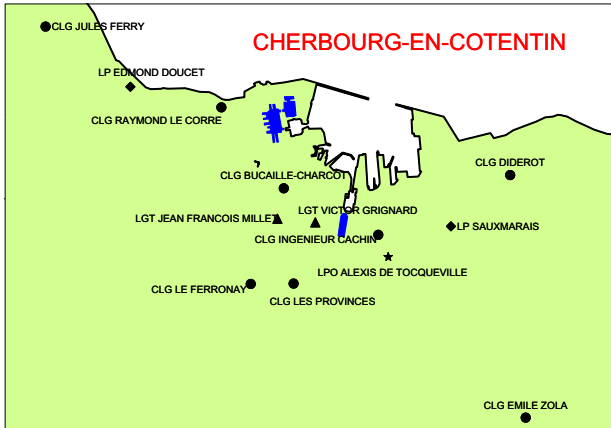 CLG JULES FERRY
CHERBOURG-EN-COTENTIN
LP EDMOND DOUCET
CLG RAYMOND LE CORRE
CLG DIDEROT
CLG BUCAILLE-CHARCOT
LGT VICTOR GRIGNARD
LGT JEAN FRANCOIS MILLET
LP SAUXMARAIS
CLG INGENIEUR CACHIN
LPO ALEXIS DE TOCQUEVILLE
CLG LE FERRONAY
CLG LES PROVINCES
CLG EMILE ZOLA